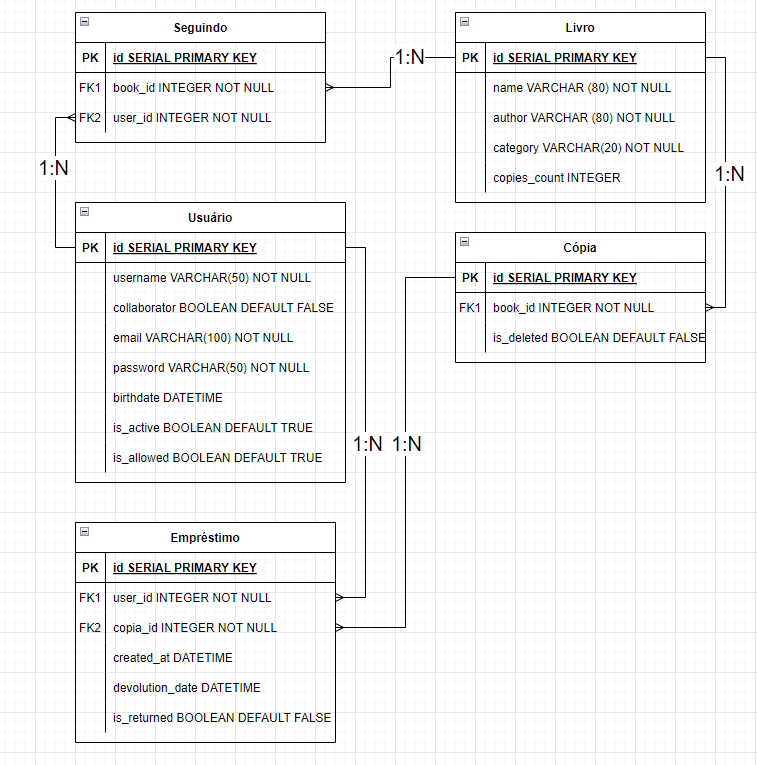 Seguindo
PK id SERIAL PRIMARY KEY
FK1 book_id INTEGER NOT NULL
FK2 user_id INTEGER NOT NULL
1:N
Livro
PK id SERIAL PRIMARY KEY
name VARCHAR (80) NOT NULL
author VARCHAR (80) NOT NULL
category VARCHAR(20) NOT NULL
copies_count INTEGER
1:N
1:N
Usuário
PK id SERIAL PRIMARY KEY
username VARCHAR(50) NOT NULL
collaborator BOOLEAN DEFAULT FALSE
email VARCHAR(100) NOT NULL
password VARCHAR(50) NOT NULL
birthdate DATETIME
is_active BOOLEAN DEFAULT TRUE
is_allowed BOOLEAN DEFAULT TRUE
Cópia
PK id SERIAL PRIMARY KEY
FK1 book_id INTEGER NOT NULL
is_deleted BOOLEAN DEFAULT FALSE
1:N
1:N
Empréstimo
PK id SERIAL PRIMARY KEY
FK1 user_id INTEGER NOT NULL
FK2 copia_id INTEGER NOT NULL
created_at DATETIME
devolution_date DATETIME
is_returned BOOLEAN DEFAULT FALSE